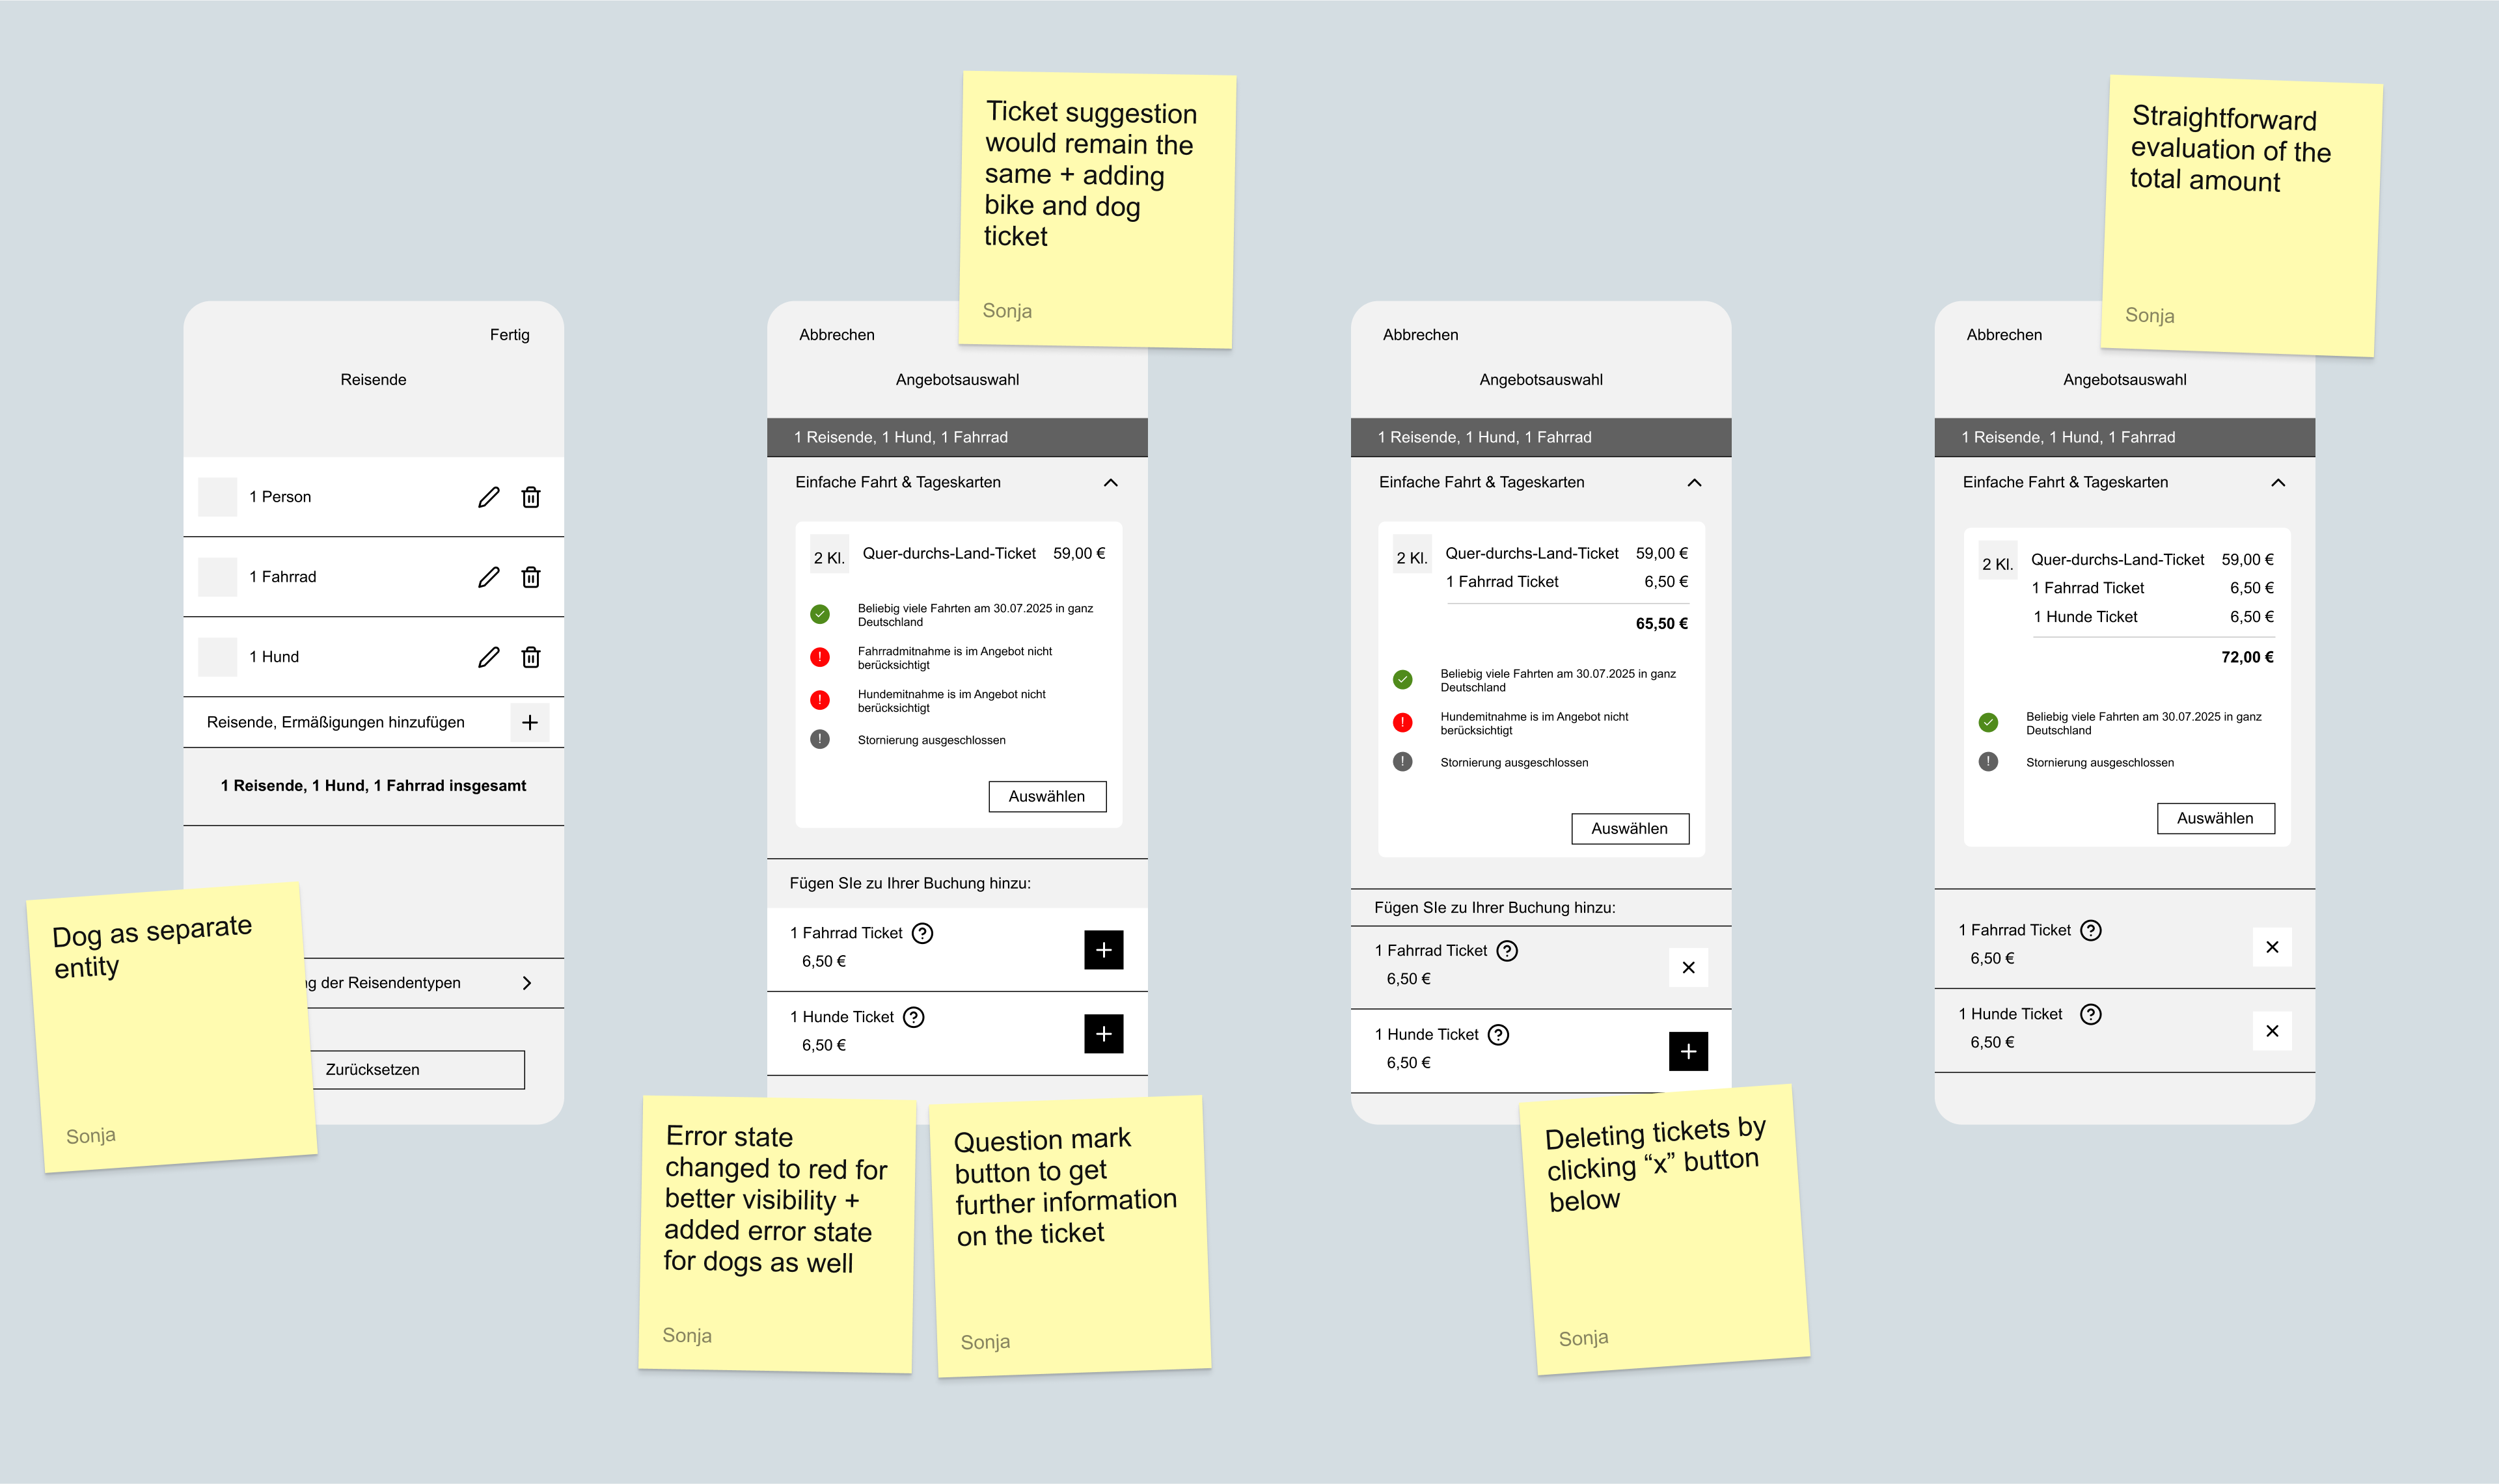 Ticket suggestion
would remain the
same + adding
bike and dog
ticket
Sonja
Straightforward
evaluation of the
total amount
Sonja
Fertig
Reisende
1 Person
1 Fahrrad
1 Hund
Reisende, Ermäßigungen hinzufügen
1 Reisende, 1 Hund, 1 Fahrrad insgesamt
g der Reisendentypen
Zurücksetzen
Dog as separate
entity
Sonja
Abbrechen
Angebotsauswahl
1 Reisende, 1 Hund, 1 Fahrrad
Einfache Fahrt & Tageskarten
2 Kl. Quer-durchs-Land-Ticket 59,00 €
Beliebig viele Fahrten am 30.07.2025 in ganz
Deutschland
Fahrradmitnahme is im Angebot nicht
berücksichtigt
Hundemitnahme is im Angebot nicht
berücksichtigt
Stornierung ausgeschlossen
Auswählen
Fügen SIe zu Ihrer Buchung hinzu:
1 Fahrrad Ticket
6,50 €
1 Hunde Ticket
6,50 €
Error state
changed to red for
better visibility +
added error state
for dogs as well
Sonja
Question mark
button to get
further information
on the ticket
Sonja
Abbrechen
Angebotsauswahl
1 Reisende, 1 Hund, 1 Fahrrad
Einfache Fahrt & Tageskarten
2 Kl. Quer-durchs-Land-Ticket 59,00 €
1 Fahrrad Ticket 6,50 €
65,50 €
Beliebig viele Fahrten am 30.07.2025 in ganz
Deutschland
Hundemitnahme is im Angebot nicht
berücksichtigt
Stornierung ausgeschlossen
Auswählen
Fügen SIe zu Ihrer Buchung hinzu:
1 Fahrrad Ticket
6,50 €
1 Hunde Ticket
6,50 €
Deleting tickets by
clicking “x” button
below
Sonja
Abbrechen
Angebotsauswahl
1 Reisende, 1 Hund, 1 Fahrrad
Einfache Fahrt & Tageskarten
2 Kl. Quer-durchs-Land-Ticket 59,00 €
1 Fahrrad Ticket 6,50 €
1 Hunde Ticket 6,50 €
72,00 €
Beliebig viele Fahrten am 30.07.2025 in ganz
Deutschland
Stornierung ausgeschlossen
Auswählen
1 Fahrrad Ticket
6,50 €
1 Hunde Ticket
6,50 €